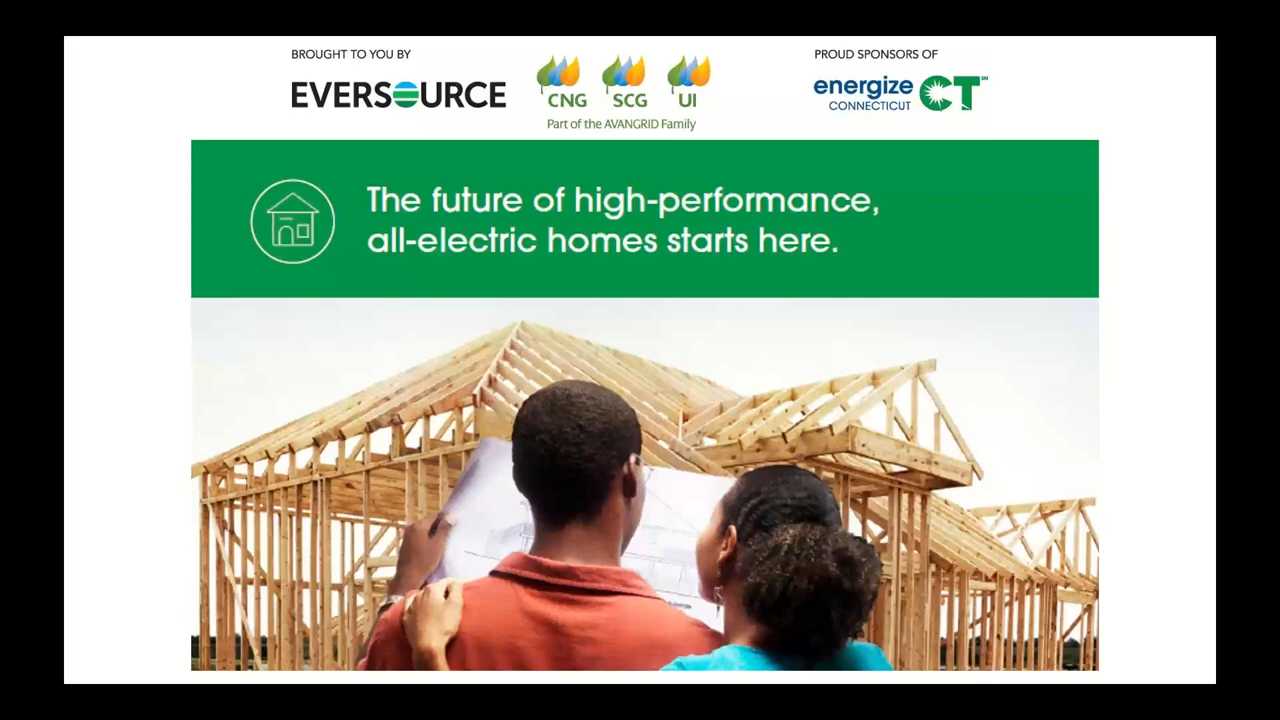 BROUGHT TO YOU BY
EVERSOURCE
CNG SCG UI
Part of the AVANGRID Family
PROUD SPONSORS OF
energize CT℠
CONNECTICUT
The future of high-performance,
all-electric homes starts here.